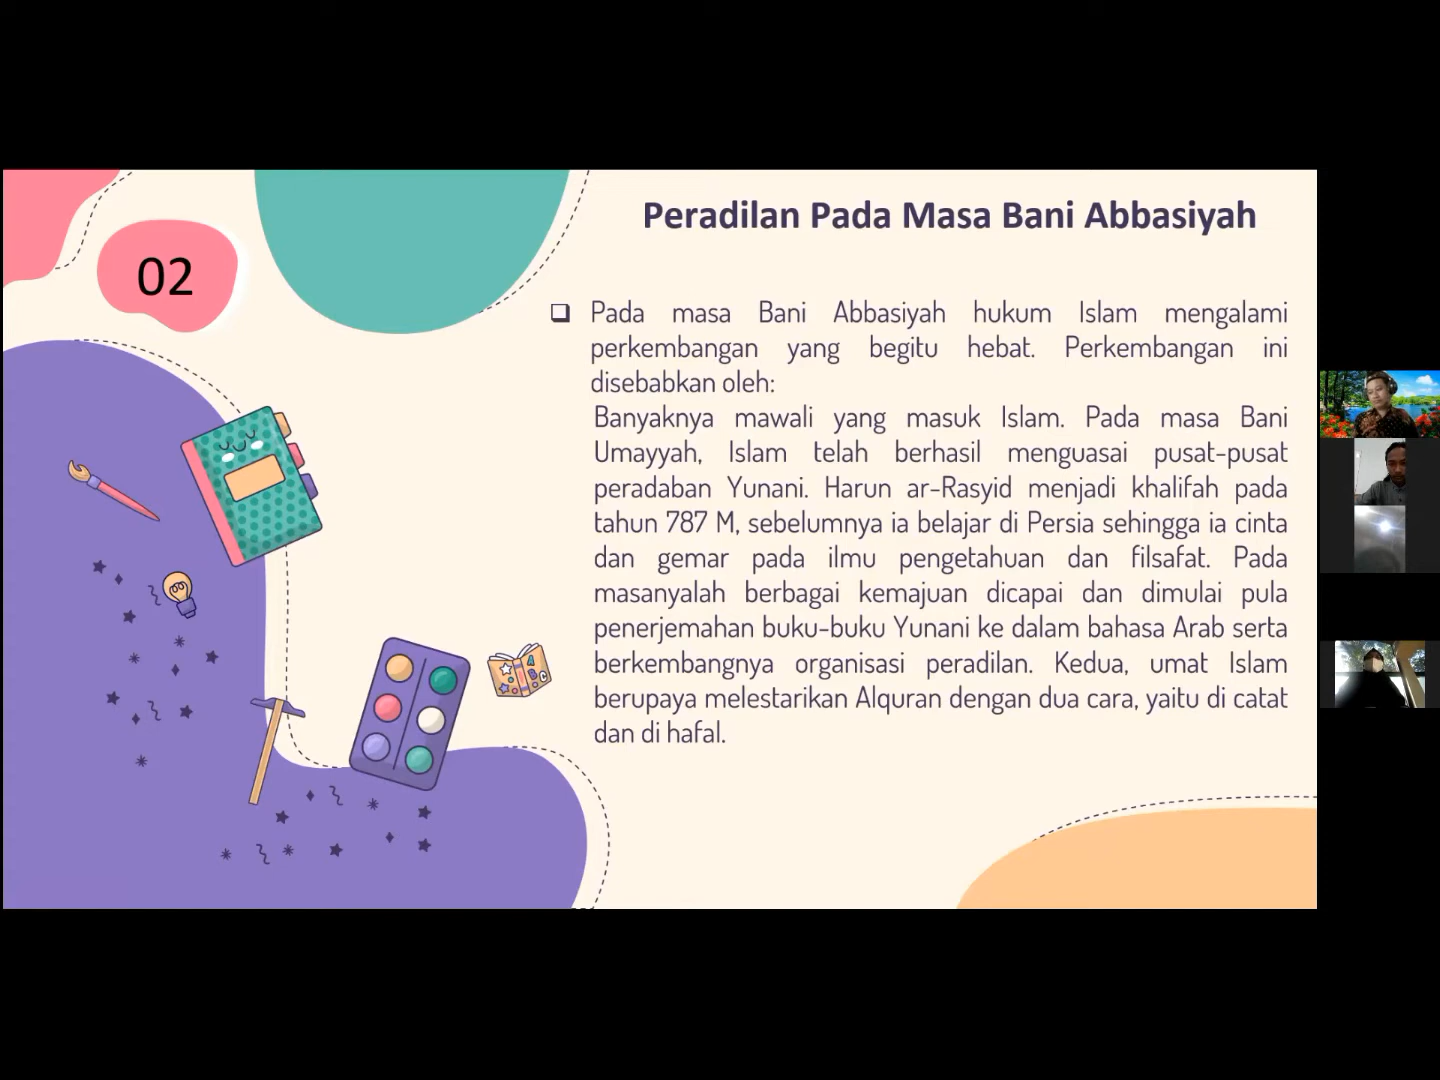 02
Peradilan Pada Masa Bani Abbasiyah
❑ Pada masa Bani Abbasiyah hukum Islam mengalami
perkembangan yang begitu hebat. Perkembangan ini
disebabkan oleh:
Banyaknya mawali yang masuk Islam. Pada masa Bani
Umayyah, Islam telah berhasil menguasai pusat-pusat
peradaban Yunani. Harun ar-Rasyid menjadi khalifah pada
tahun 787 M, sebelumnya ia belajar di Persia sehingga ia cinta
dan gemar pada ilmu pengetahuan dan filsafat. Pada
masanyalah berbagai kemajuan dicapai dan dimulai pula
penerjemahan buku-buku Yunani ke dalam bahasa Arab serta
berkembangnya organisasi peradilan. Kedua, umat Islam
berupaya melestarikan Alquran dengan dua cara, yaitu di catat
dan di hafal.